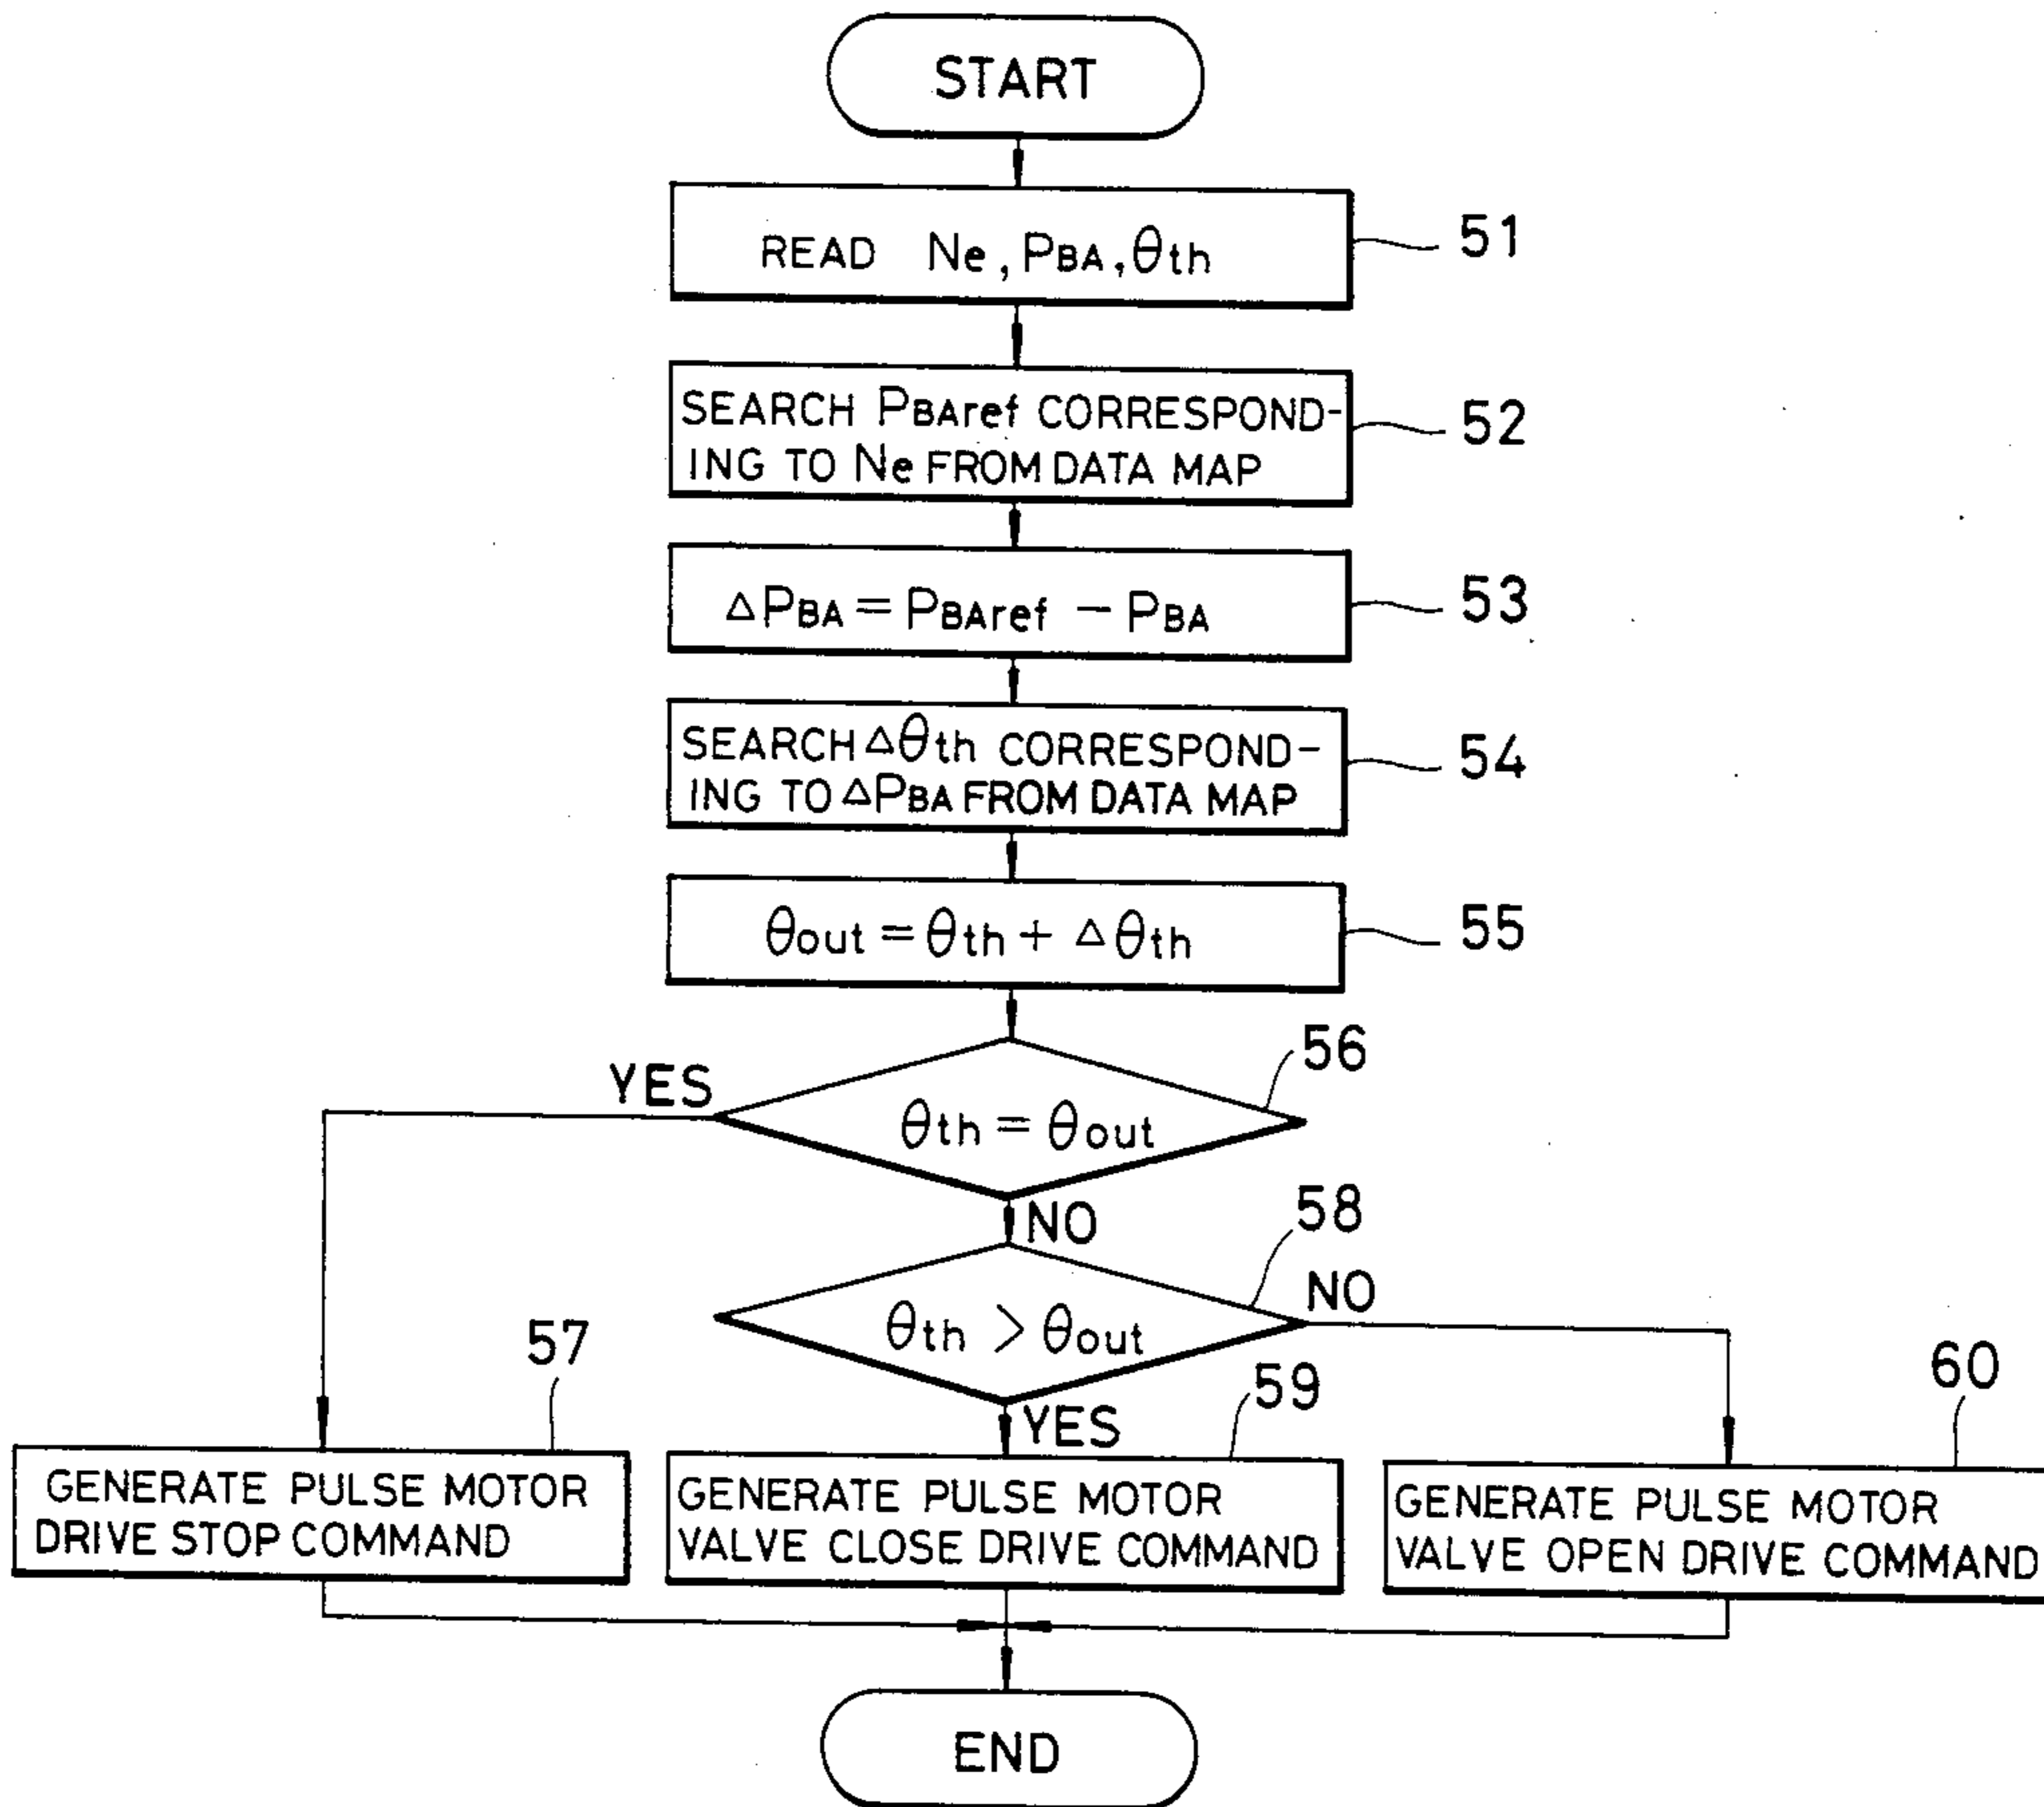 START
READ Ne, PBA, θth
51
SEARCH PBAref CORRESPOND-
ING TO Ne FROM DATA MAP
52
ΔPBA = PBAref - PBA
53
SEARCH Δθth CORRESPOND-
ING TO ΔPBA FROM DATA MAP
54
θout = θth + Δθth
55
56
YES
θth = θout
NO
58
NO
θth > θout
57
59
60
YES
GENERATE PULSE MOTOR
DRIVE STOP COMMAND
GENERATE PULSE MOTOR
VALVE CLOSE DRIVE COMMAND
GENERATE PULSE MOTOR
VALVE OPEN DRIVE COMMAND
END